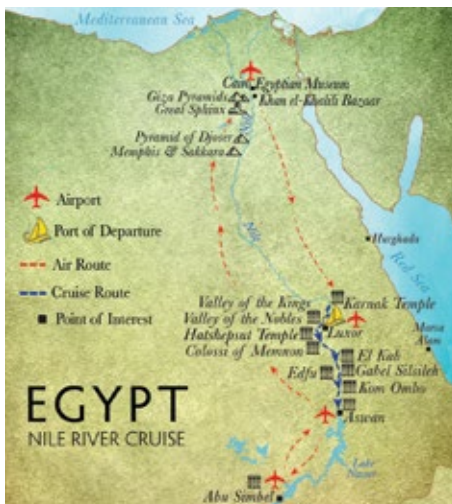 Mediterranean Sea
Cairo Egyptian Museum
Giza Pyramids
Khan el-Khalili Bazaar
Great Sphinx
Pyramid of Djoser
Memphis & Sakkara
Airport
Port of Departure
Air Route
Cruise Route
Point of Interest
Nile
Hurghada
Red Sea
Marsa
Alam
Valley of the Kings
Karnak Temple
Valley of the Nobles
Luxor
Hatshepsut Temple
Colossi of Memnon
El Kab
Gabel Silsileh
Edfu
Kom Ombo
Aswan
EGYPT
NILE RIVER CRUISE
Lake
Nasser
Abu Simbel